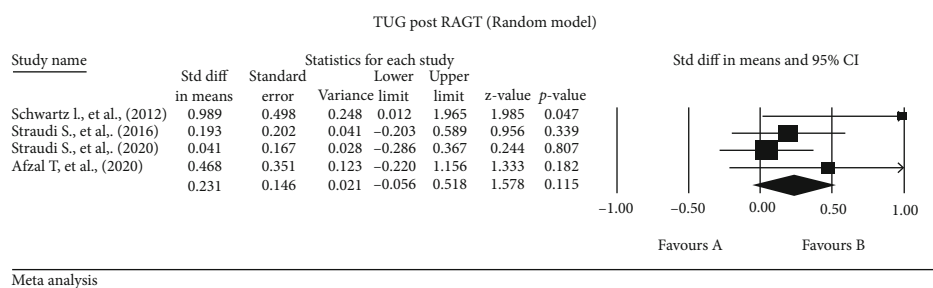 TUG post RAGT (Random model)
Study name Statistics for each study Std diff in means and 95% CI
Std diff Standard Lower Upper
in means error Variance limit limit z-value p-value
Schwartz l., et al., (2012) 0.989 0.498 0.248 0.012 1.965 1.985 0.047
Straudi S., et al,. (2016) 0.193 0.202 0.041 –0.203 0.589 0.956 0.339
Straudi S., et al,. (2020) 0.041 0.167 0.028 –0.286 0.367 0.244 0.807
Afzal T, et al., (2020) 0.468 0.351 0.123 –0.220 1.156 1.333 0.182
0.231 0.146 0.021 –0.056 0.518 1.578 0.115
–1.00 –0.50 0.00 0.50 1.00
Favours A Favours B
Meta analysis